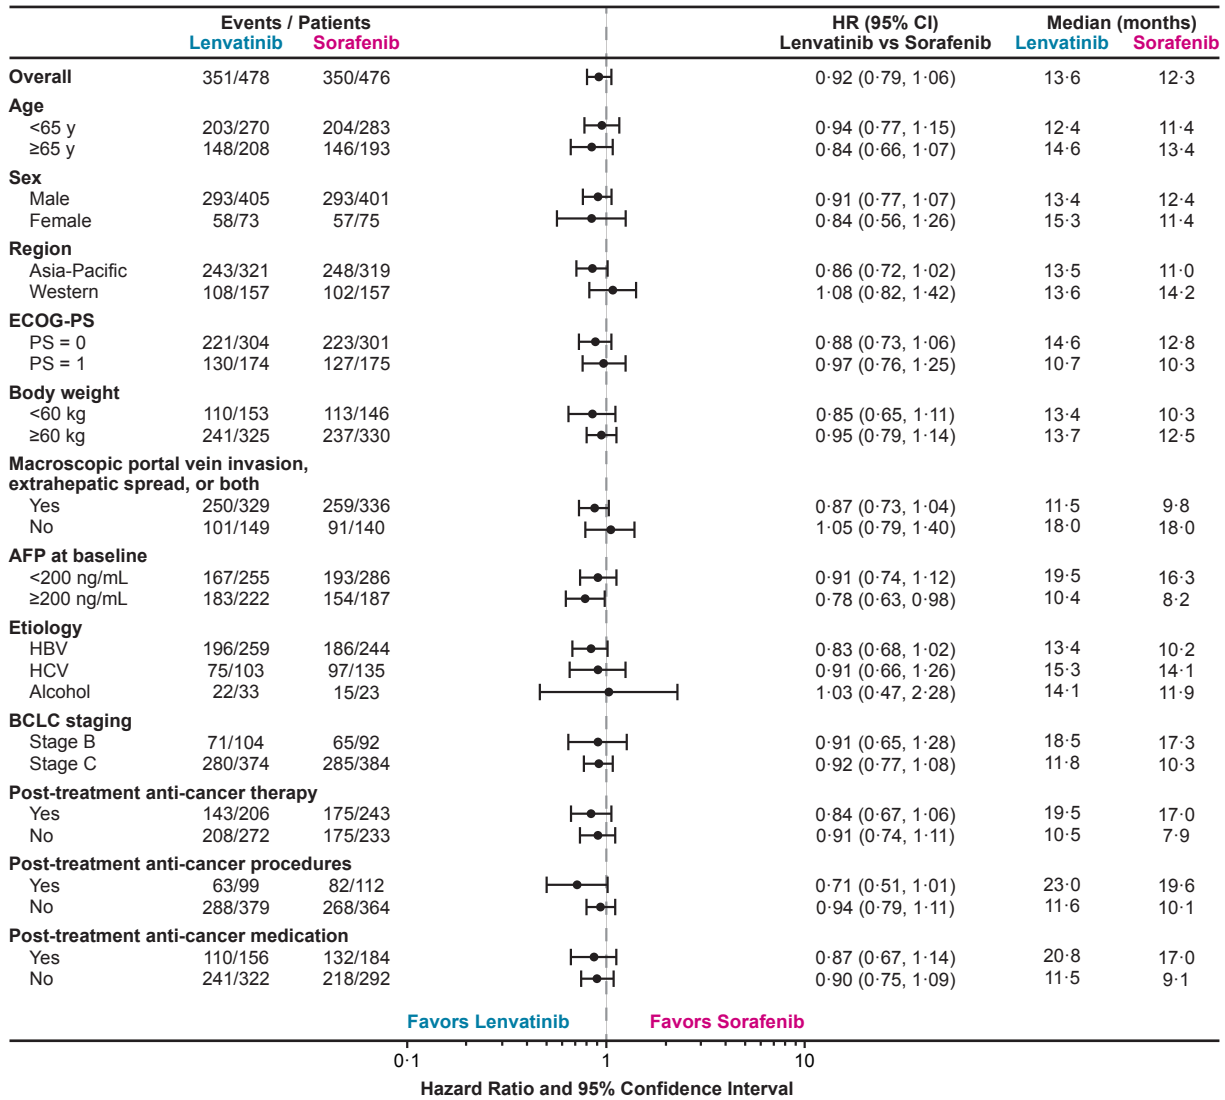 Events / Patients HR (95% CI) Median (months)
Lenvatinib Sorafenib Lenvatinib vs Sorafenib Lenvatinib Sorafenib
Overall 351/478 350/476 0·92 (0·79, 1·06) 13·6 12·3
Age
<65 y 203/270 204/283 0·94 (0·77, 1·15) 12·4 11·4
≥65 y 148/208 146/193 0·84 (0·66, 1·07) 14·6 13·4
Sex
Male 293/405 293/401 0·91 (0·77, 1·07) 13·4 12·4
Female 58/73 57/75 0·84 (0·56, 1·26) 15·3 11·4
Region
Asia-Pacific 243/321 248/319 0·86 (0·72, 1·02) 13·5 11·0
Western 108/157 102/157 1·08 (0·82, 1·42) 13·6 14·2
ECOG-PS
PS = 0 221/304 223/301 0·88 (0·73, 1·06) 14·6 12·8
PS = 1 130/174 127/175 0·97 (0·76, 1·25) 10·7 10·3
Body weight
<60 kg 110/153 113/146 0·85 (0·65, 1·11) 13·4 10·3
≥60 kg 241/325 237/330 0·95 (0·79, 1·14) 13·7 12·5
Macroscopic portal vein invasion,
extrahepatic spread, or both
Yes 250/329 259/336 0·87 (0·73, 1·04) 11·5 9·8
No 101/149 91/140 1·05 (0·79, 1·40) 18·0 18·0
AFP at baseline
<200 ng/mL 167/255 193/286 0·91 (0·74, 1·12) 19·5 16·3
≥200 ng/mL 183/222 154/187 0·78 (0·63, 0·98) 10·4 8·2
Etiology
HBV 196/259 186/244 0·83 (0·68, 1·02) 13·4 10·2
HCV 75/103 97/135 0·91 (0·66, 1·26) 15·3 14·1
Alcohol 22/33 15/23 1·03 (0·47, 2·28) 14·1 11·9
BCLC staging
Stage B 71/104 65/92 0·91 (0·65, 1·28) 18·5 17·3
Stage C 280/374 285/384 0·92 (0·77, 1·08) 11·8 10·3
Post-treatment anti-cancer therapy
Yes 143/206 175/243 0·84 (0·67, 1·06) 19·5 17·0
No 208/272 175/233 0·91 (0·74, 1·11) 10·5 7·9
Post-treatment anti-cancer procedures
Yes 63/99 82/112 0·71 (0·51, 1·01) 23·0 19·6
No 288/379 268/364 0·94 (0·79, 1·11) 11·6 10·1
Post-treatment anti-cancer medication
Yes 110/156 132/184 0·87 (0·67, 1·14) 20·8 17·0
No 241/322 218/292 0·90 (0·75, 1·09) 11·5 9·1
Favors Lenvatinib Favors Sorafenib
0·1 1 10
Hazard Ratio and 95% Confidence Interval